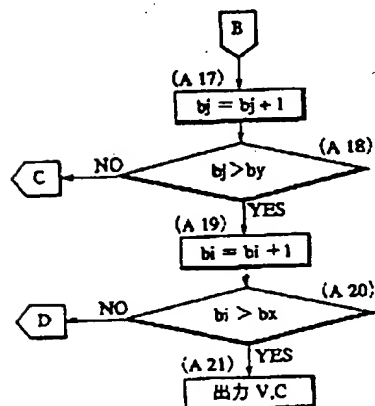 B
(A 17)
bj = bj + 1
(A 18)
bj > by
NO
C
YES
(A 19)
bi = bi + 1
(A 20)
bi > bx
NO
D
YES
(A 21)
出力 V,C